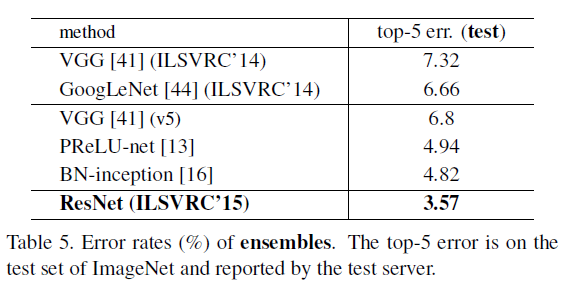 method top-5 err. (test)
VGG [41] (ILSVRC'14) 7.32
GoogLeNet [44] (ILSVRC'14) 6.66
VGG [41] (v5) 6.8
PReLU-net [13] 4.94
BN-inception [16] 4.82
ResNet (ILSVRC'15) 3.57
Table 5. Error rates (%) of ensembles. The top-5 error is on the
test set of ImageNet and reported by the test server.